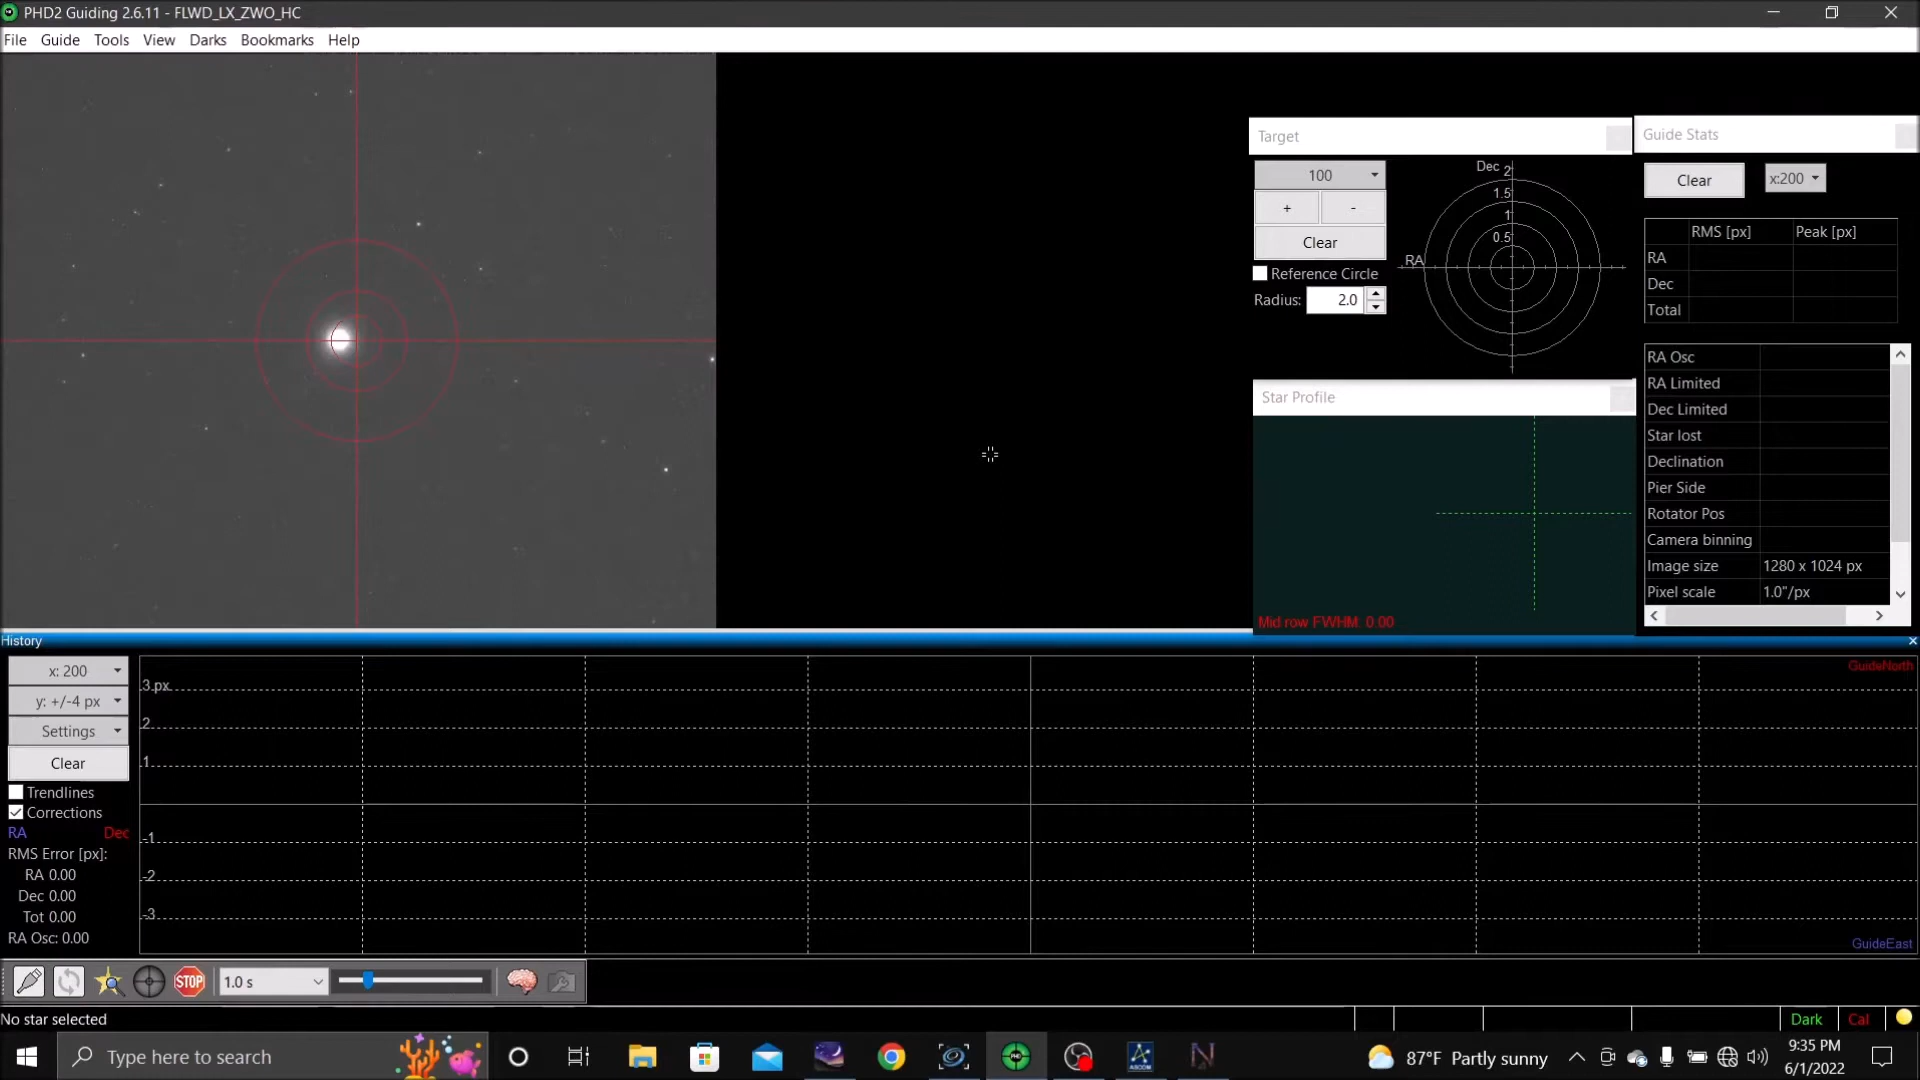 PHD2 Guiding 2.6.11 - FLWD_LX_ZWO_HC
File Guide Tools View Darks Bookmarks Help
Target
100
+ -
Clear
Reference Circle
Radius: 2.0
Dec 2
1.5
1
0.5
RA
Guide Stats
Clear x:200
RMS [px] Peak [px]
RA
Dec
Total
RA Osc
RA Limited
Dec Limited
Star lost
Declination
Pier Side
Rotator Pos
Camera binning
Image size 1280 x 1024 px
Pixel scale 1.0"/px
Star Profile
Mid row FWHM: 0.00
History
x: 200
y: +/-4 px
Settings
Clear
Trendlines
Corrections
RA Dec
RMS Error [px]:
RA 0.00
Dec 0.00
Tot 0.00
RA Osc: 0.00
3 px
2
1
-1
-2
-3
GuideNorth
GuideEast
STOP
1.0 s
No star selected
Dark Cal
Type here to search
PHD
ASCOM
N
87°F Partly sunny
9:35 PM
6/1/2022